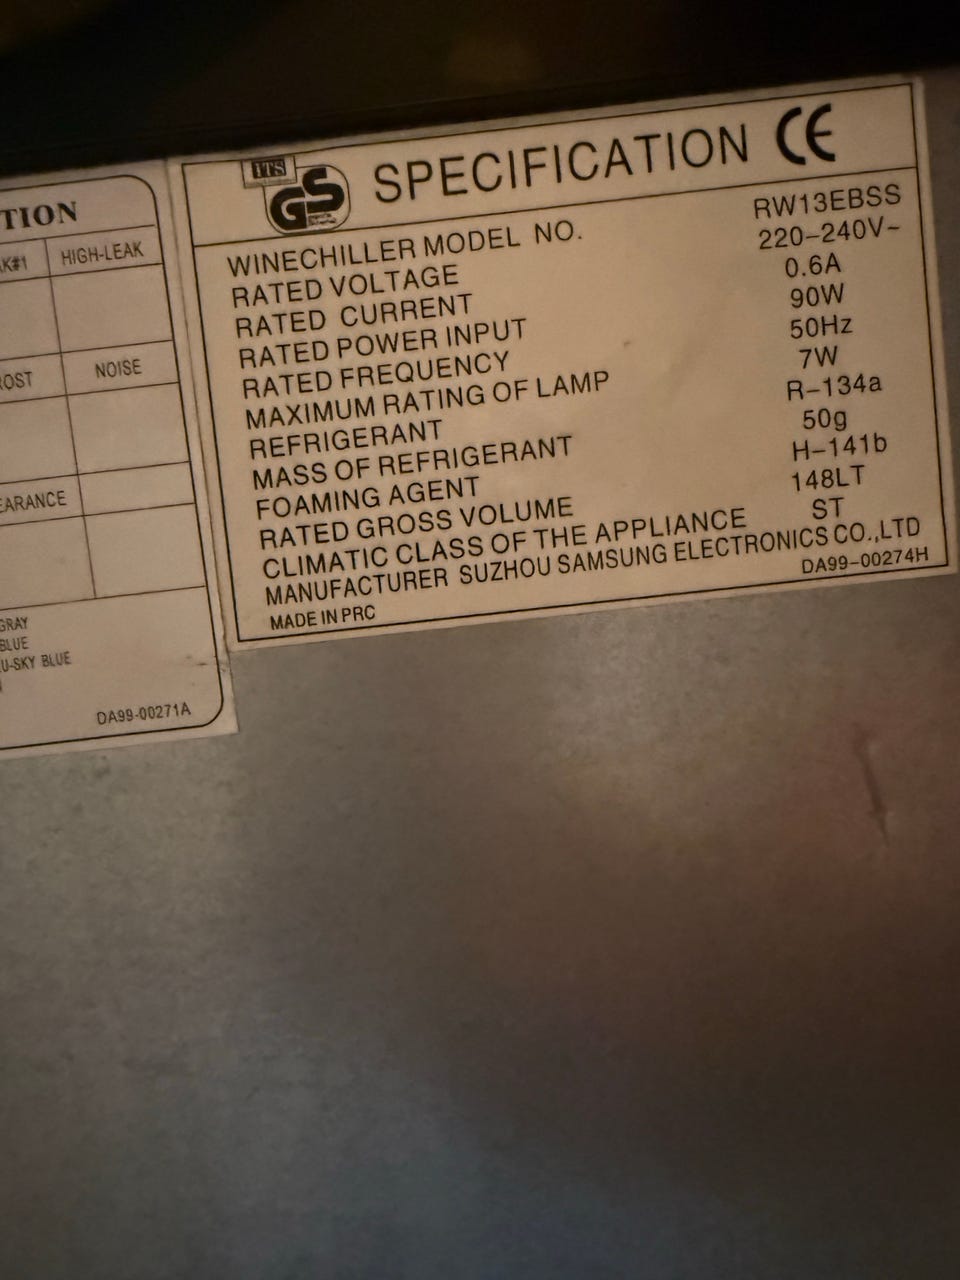 TION
K#1 HIGH-LEAK
OST NOISE
EARANCE
GRAY
BLUE
U-SKY BLUE
DA99-00271A
ITS
GS
SPECIFICATION CE
WINECHILLER MODEL NO. RW13EBSS
RATED VOLTAGE 220-240V~
RATED CURRENT 0.6A
RATED POWER INPUT 90W
RATED FREQUENCY 50Hz
MAXIMUM RATING OF LAMP 7W
REFRIGERANT R-134a
MASS OF REFRIGERANT 50g
FOAMING AGENT H-141b
RATED GROSS VOLUME 148LT
CLIMATIC CLASS OF THE APPLIANCE ST
MANUFACTURER SUZHOU SAMSUNG ELECTRONICS CO.,LTD
MADE IN PRC DA99-00274H